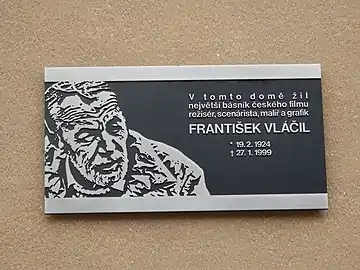 V tomto domě žil
největší básník českého filmu
režisér, scenárista, malíř a grafik
FRANTIŠEK VLÁČIL
* 19. 2. 1924
† 27. 1. 1999